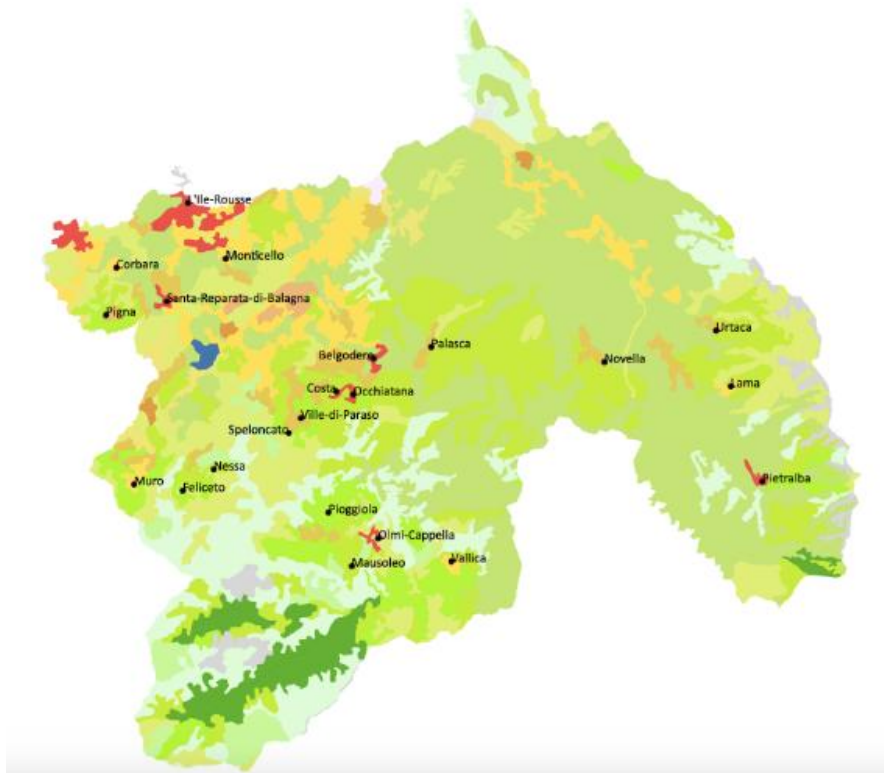 L'Ile-Rousse
Monticello
Corbara
Santa-Reparata-di-Balagna
Pigna
Urtaca
Palasca
Belgodere
Novella
Lama
Costa
Occhiatana
Ville-di-Paraso
Speloncato
Nessa
Muro
Feliceto
Pietralba
Pioggiola
Olmi-Cappella
Vallica
Mausoleo